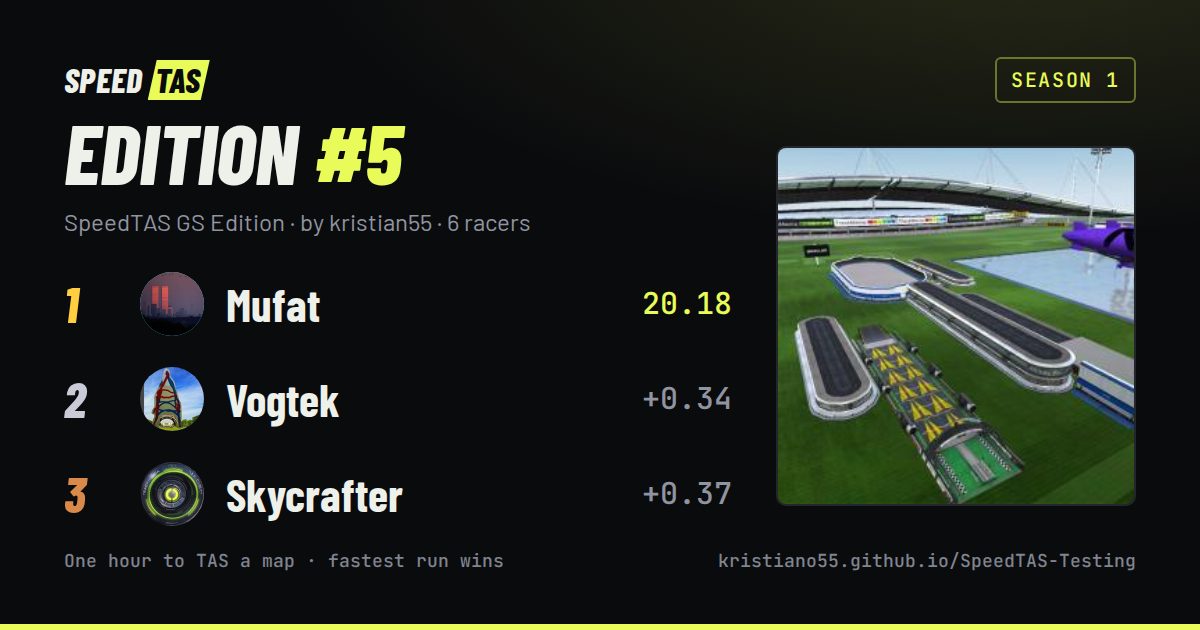 SPEED TAS
SEASON 1
EDITION #5
SpeedTAS GS Edition · by kristian55 · 6 racers
1 Mufat 20.18
2 Vogtek +0.34
3 Skycrafter +0.37
One hour to TAS a map · fastest run wins
kristiano55.github.io/SpeedTAS-Testing